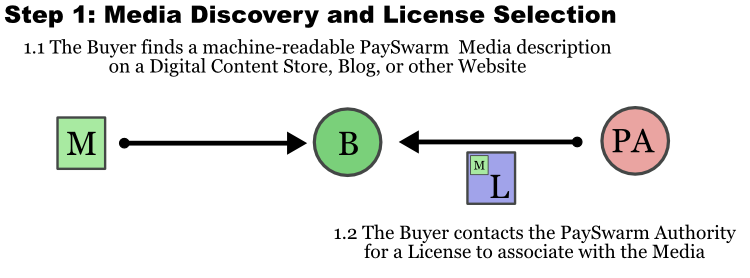 Step 1: Media Discovery and License Selection
1.1 The Buyer finds a machine-readable PaySwarm Media description
on a Digital Content Store, Blog, or other Website
M
B
PA
M
L
1.2 The Buyer contacts the PaySwarm Authority
for a License to associate with the Media